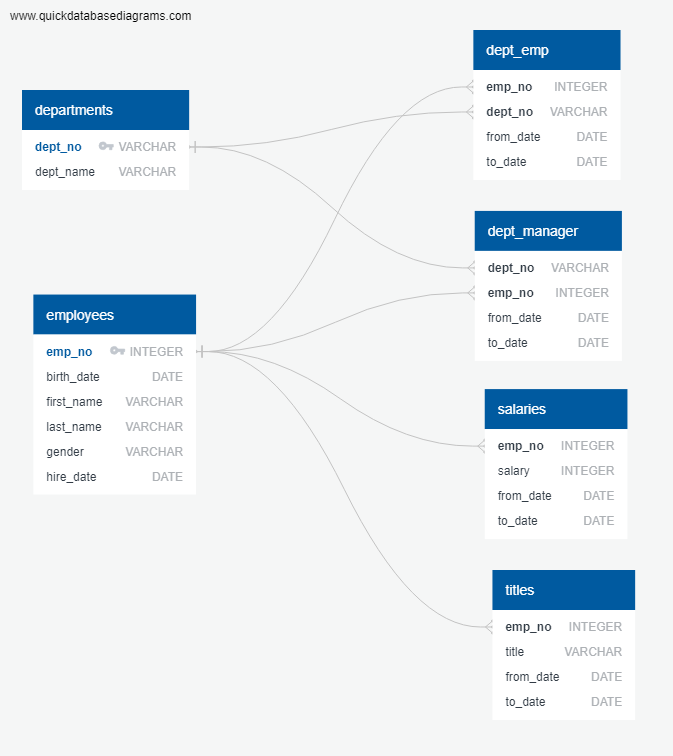 www.quickdatabasediagrams.com
departments
dept_no VARCHAR
dept_name VARCHAR
employees
emp_no INTEGER
birth_date DATE
first_name VARCHAR
last_name VARCHAR
gender VARCHAR
hire_date DATE
dept_emp
emp_no INTEGER
dept_no VARCHAR
from_date DATE
to_date DATE
dept_manager
dept_no VARCHAR
emp_no INTEGER
from_date DATE
to_date DATE
salaries
emp_no INTEGER
salary INTEGER
from_date DATE
to_date DATE
titles
emp_no INTEGER
title VARCHAR
from_date DATE
to_date DATE